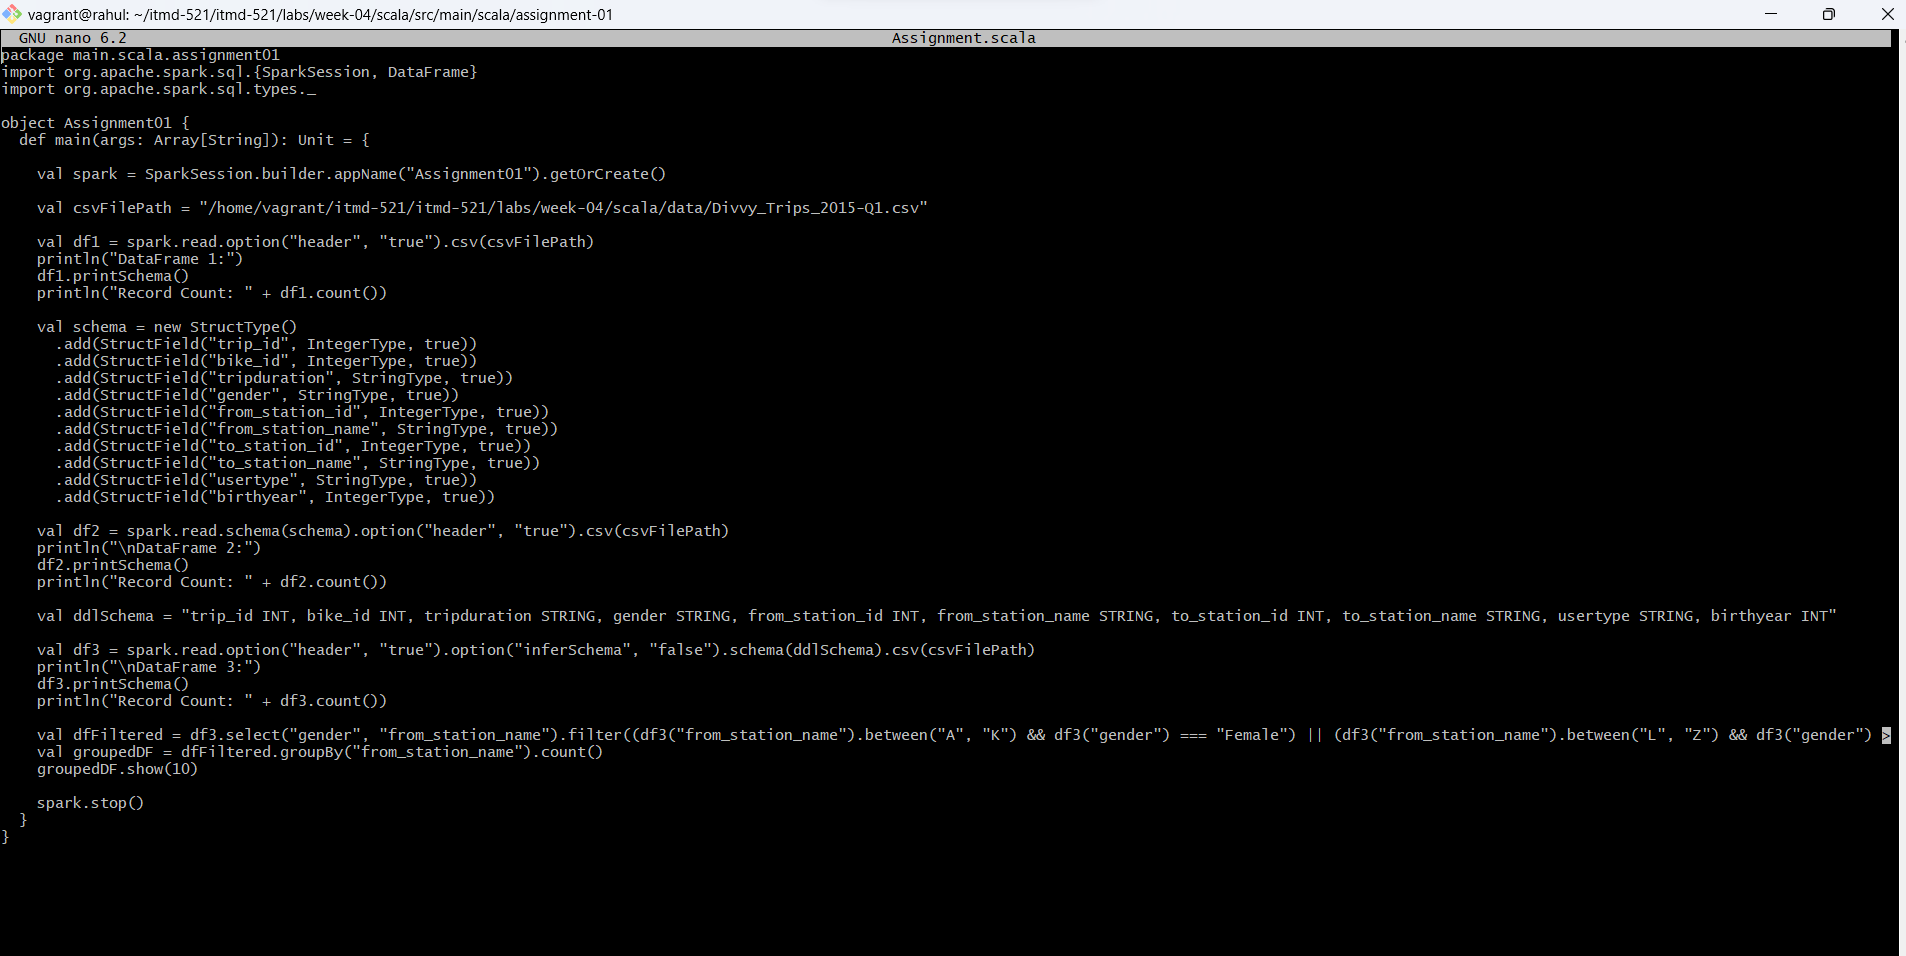 vagrant@rahul: ~/itmd-521/itmd-521/labs/week-04/scala/src/main/scala/assignment-01
GNU nano 6.2 Assignment.scala
package main.scala.assignment01
import org.apache.spark.sql.{SparkSession, DataFrame}
import org.apache.spark.sql.types._

object Assignment01 {
  def main(args: Array[String]): Unit = {

    val spark = SparkSession.builder.appName("Assignment01").getOrCreate()

    val csvFilePath = "/home/vagrant/itmd-521/itmd-521/labs/week-04/scala/data/Divvy_Trips_2015-Q1.csv"

    val df1 = spark.read.option("header", "true").csv(csvFilePath)
    println("DataFrame 1:")
    df1.printSchema()
    println("Record Count: " + df1.count())

    val schema = new StructType()
      .add(StructField("trip_id", IntegerType, true))
      .add(StructField("bike_id", IntegerType, true))
      .add(StructField("tripduration", StringType, true))
      .add(StructField("gender", StringType, true))
      .add(StructField("from_station_id", IntegerType, true))
      .add(StructField("from_station_name", StringType, true))
      .add(StructField("to_station_id", IntegerType, true))
      .add(StructField("to_station_name", StringType, true))
      .add(StructField("usertype", StringType, true))
      .add(StructField("birthyear", IntegerType, true))

    val df2 = spark.read.schema(schema).option("header", "true").csv(csvFilePath)
    println("\nDataFrame 2:")
    df2.printSchema()
    println("Record Count: " + df2.count())

    val ddlSchema = "trip_id INT, bike_id INT, tripduration STRING, gender STRING, from_station_id INT, from_station_name STRING, to_station_id INT, to_station_name STRING, usertype STRING, birthyear INT"

    val df3 = spark.read.option("header", "true").option("inferSchema", "false").schema(ddlSchema).csv(csvFilePath)
    println("\nDataFrame 3:")
    df3.printSchema()
    println("Record Count: " + df3.count())

    val dfFiltered = df3.select("gender", "from_station_name").filter((df3("from_station_name").between("A", "K") && df3("gender") === "Female") || (df3("from_station_name").between("L", "Z") && df3("gender") >
    val groupedDF = dfFiltered.groupBy("from_station_name").count()
    groupedDF.show(10)

    spark.stop()
  }
}